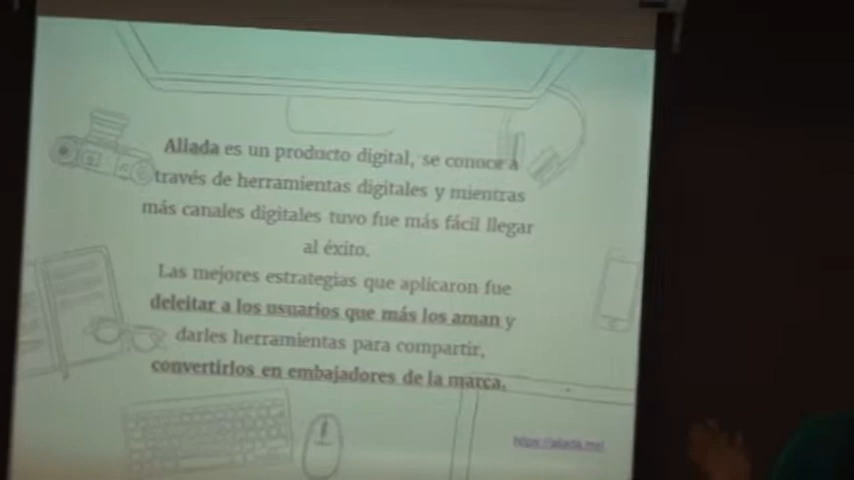 Allada es un producto digital, se conoce a
través de herramientas digitales y mientras
más canales digitales tuvo fue más fácil llegar
al éxito.
Las mejores estrategias que aplicaron fue
deleitar a los usuarios que más los aman y
darles herramientas para compartir,
convertirlos en embajadores de la marca.